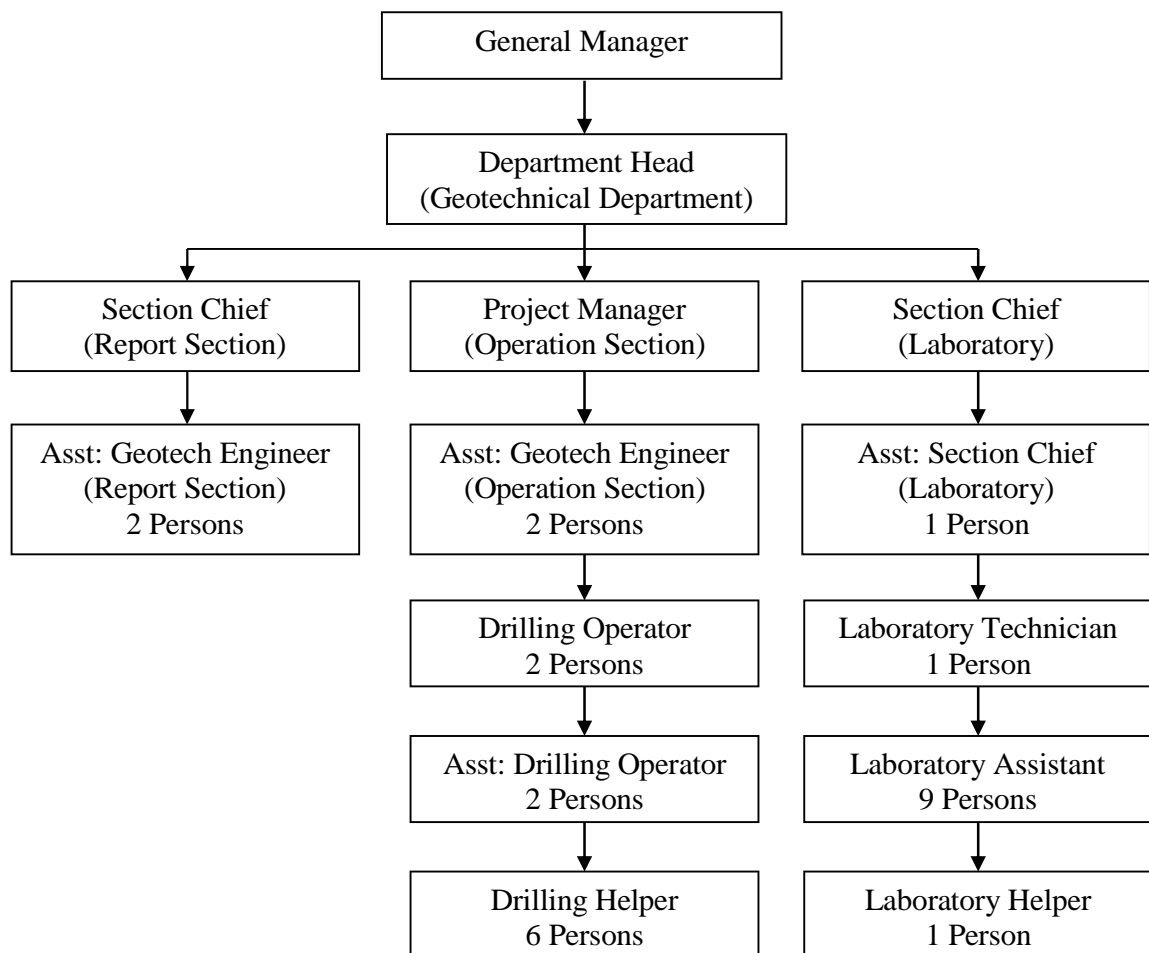 General Manager
Department Head
(Geotechnical Department)
Section Chief
(Report Section)
Project Manager
(Operation Section)
Section Chief
(Laboratory)
Asst: Geotech Engineer
(Report Section)
2 Persons
Asst: Geotech Engineer
(Operation Section)
2 Persons
Asst: Section Chief
(Laboratory)
1 Person
Drilling Operator
2 Persons
Laboratory Technician
1 Person
Asst: Drilling Operator
2 Persons
Laboratory Assistant
9 Persons
Drilling Helper
6 Persons
Laboratory Helper
1 Person